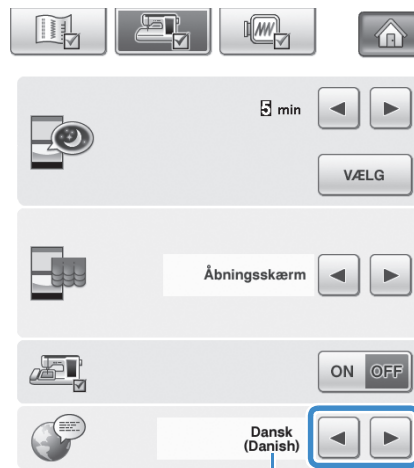 5 min
VÆLG
Åbningsskærm
ON OFF
Dansk
(Danish)